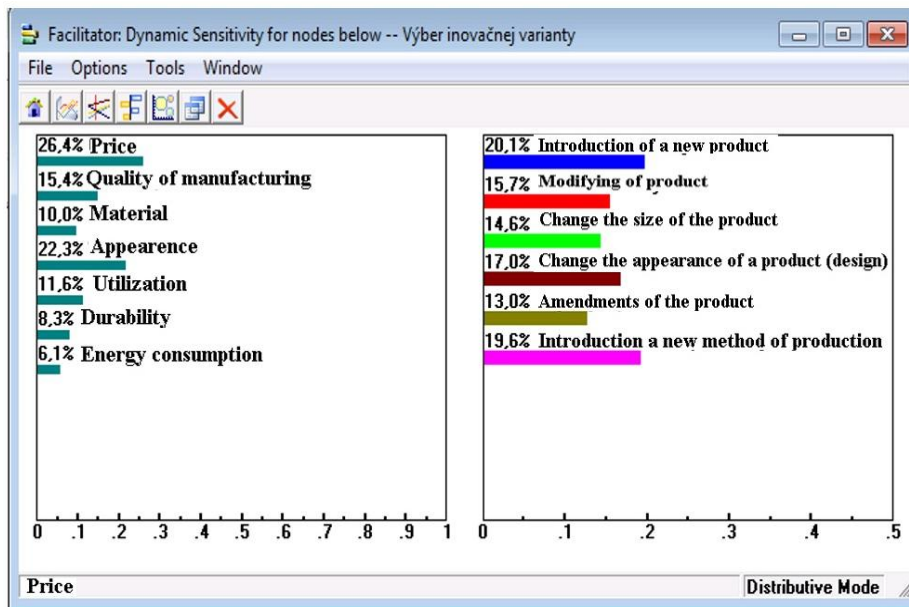 Facilitator: Dynamic Sensitivity for nodes below -- Výber inovačnej varianty
File Options Tools Window
26,4% Price
15,4% Quality of manufacturing
10,0% Material
22,3% Appearence
11,6% Utilization
8,3% Durability
6,1% Energy consumption
0 .1 .2 .3 .4 .5 .6 .7 .8 .9 1
20,1% Introduction of a new product
15,7% Modifying of product
14,6% Change the size of the product
17,0% Change the appearance of a product (design)
13,0% Amendments of the product
19,6% Introduction a new method of production
0 .1 .2 .3 .4 .5
Price
Distributive Mode